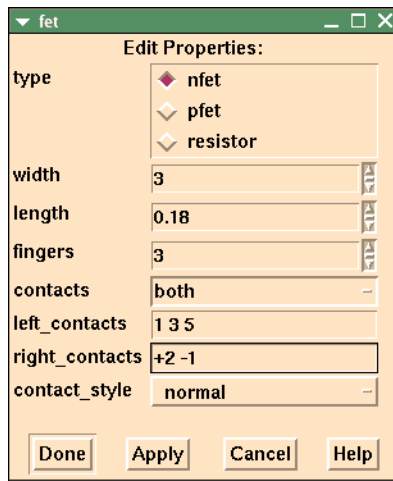 fet
Edit Properties:
type
nfet
pfet
resistor
width 3
length 0.18
fingers 3
contacts both
left_contacts 1 3 5
right_contacts +2 -1
contact_style normal
Done Apply Cancel Help